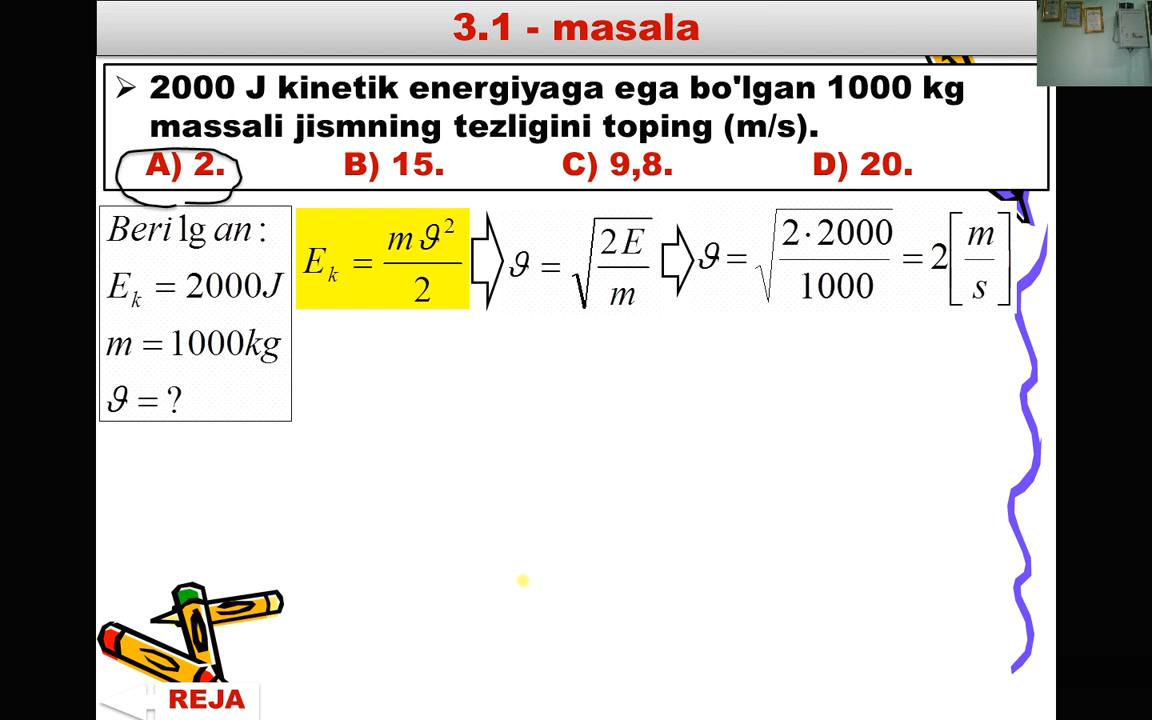 3.1 - masala
➢ 2000 J kinetik energiyaga ega bo'lgan 1000 kg
massali jismning tezligini toping (m/s).
A) 2. B) 15. C) 9,8. D) 20.
Berilgan:
E_k = 2000J
m = 1000kg
ϑ = ?
E_k = mϑ²/2 ⇨ ϑ = √(2E/m) ⇨ ϑ = √(2·2000/1000) = 2[m/s]
REJA